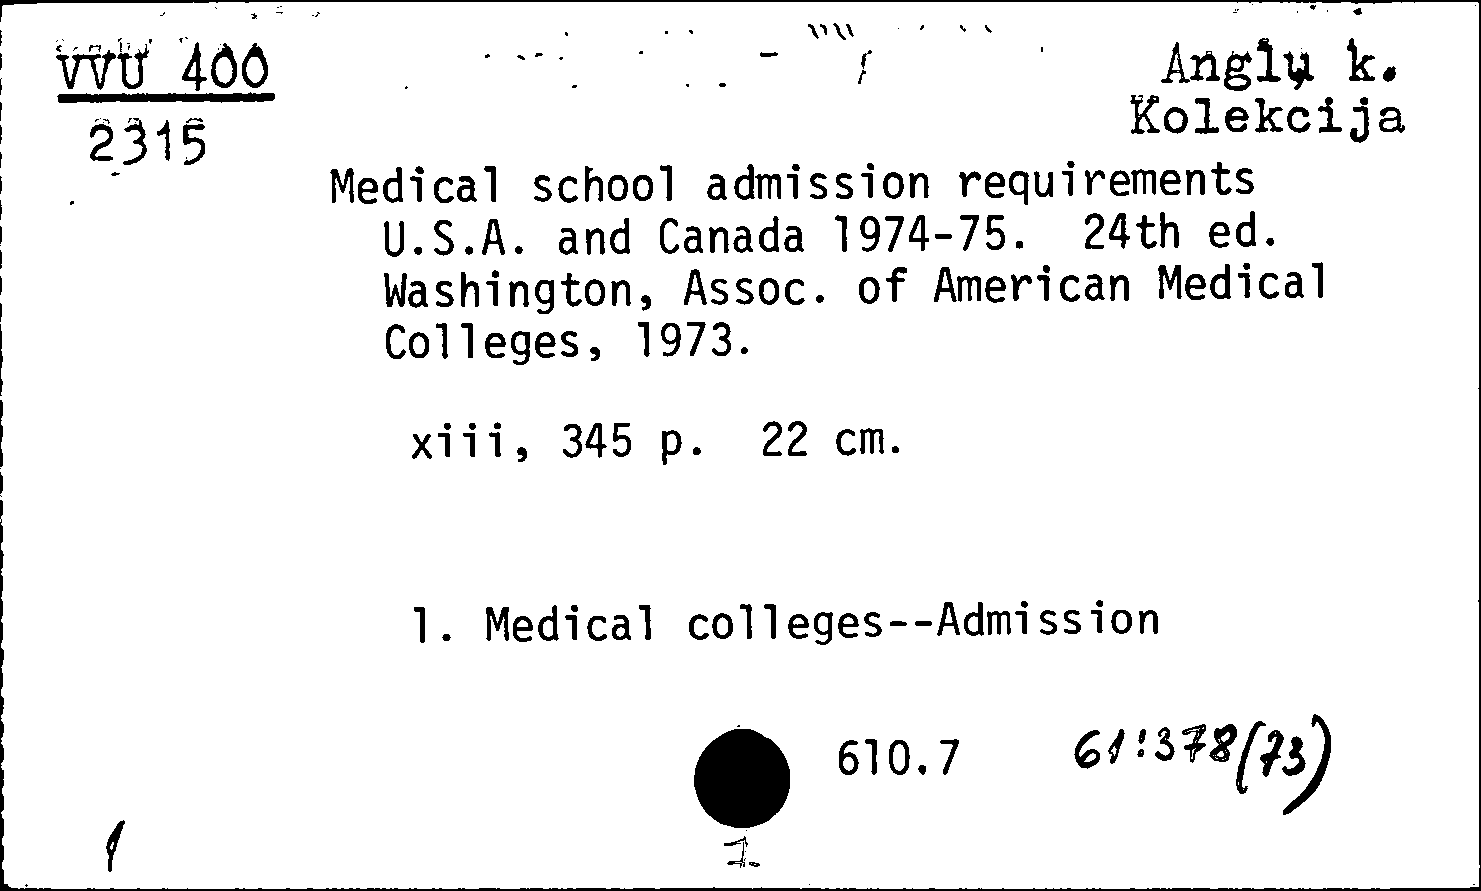 VVU 400
2315
Anglų k.
Kolekcija
Medical school admission requirements
U.S.A. and Canada 1974-75. 24th ed.
Washington, Assoc. of American Medical
Colleges, 1973.
xiii, 345 p. 22 cm.
1. Medical colleges--Admission
610.7 61:378(73)